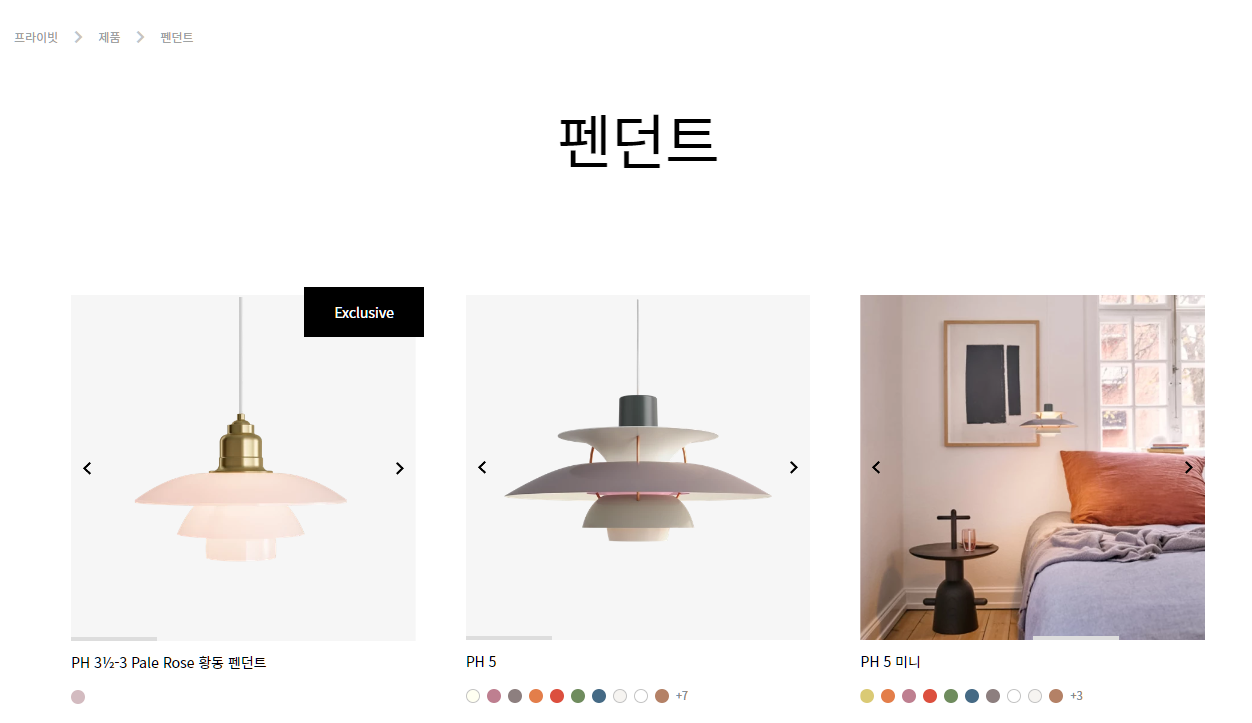 프라이빗 제품 펜던트
펜던트
Exclusive
PH 3½-3 Pale Rose 황동 펜던트
PH 5
PH 5 미니
+7
+3